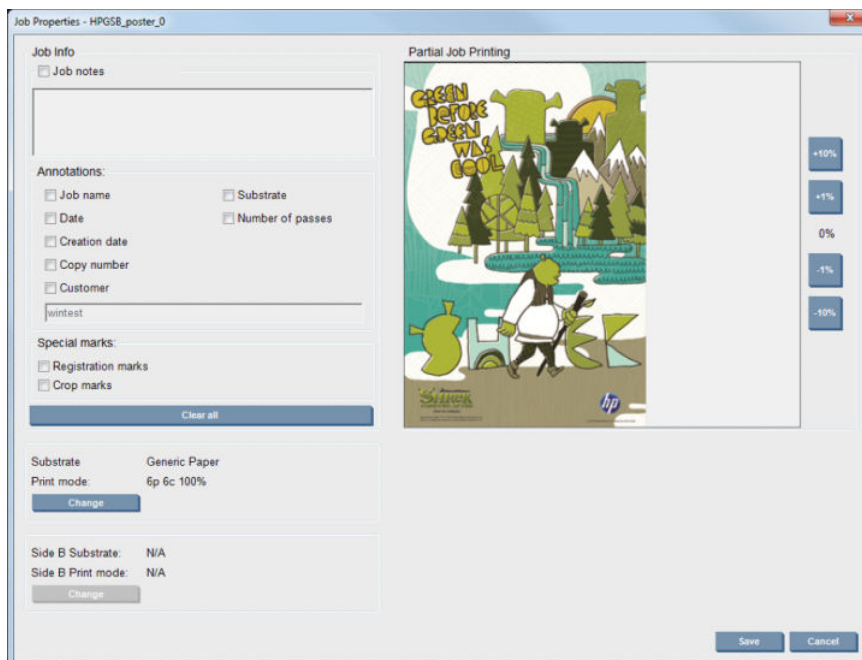 Job Properties - HPGSB_poster_0
Job Info
Job notes
Annotations:
Job name
Substrate
Date
Number of passes
Creation date
Copy number
Customer
wintest
Special marks:
Registration marks
Crop marks
Clear all
Substrate Generic Paper
Print mode: 6p 6c 100%
Change
Side B Substrate: N/A
Side B Print mode: N/A
Change
Partial Job Printing
GREEN
BEFORE
GREEN
WAS
COOL
SHREK
SHREK
hp
+10%
+1%
0%
-1%
-10%
Save
Cancel